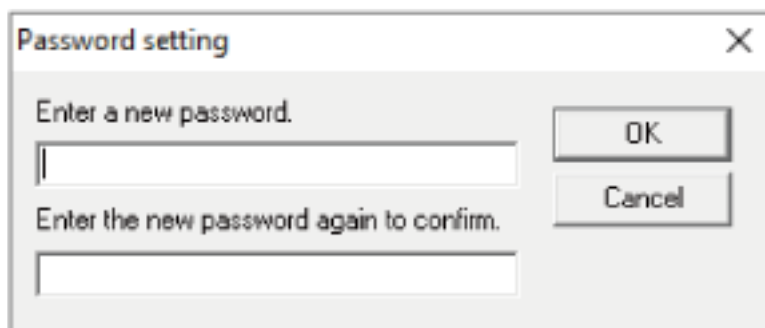 Password setting
Enter a new password.
OK
Enter the new password again to confirm.
Cancel